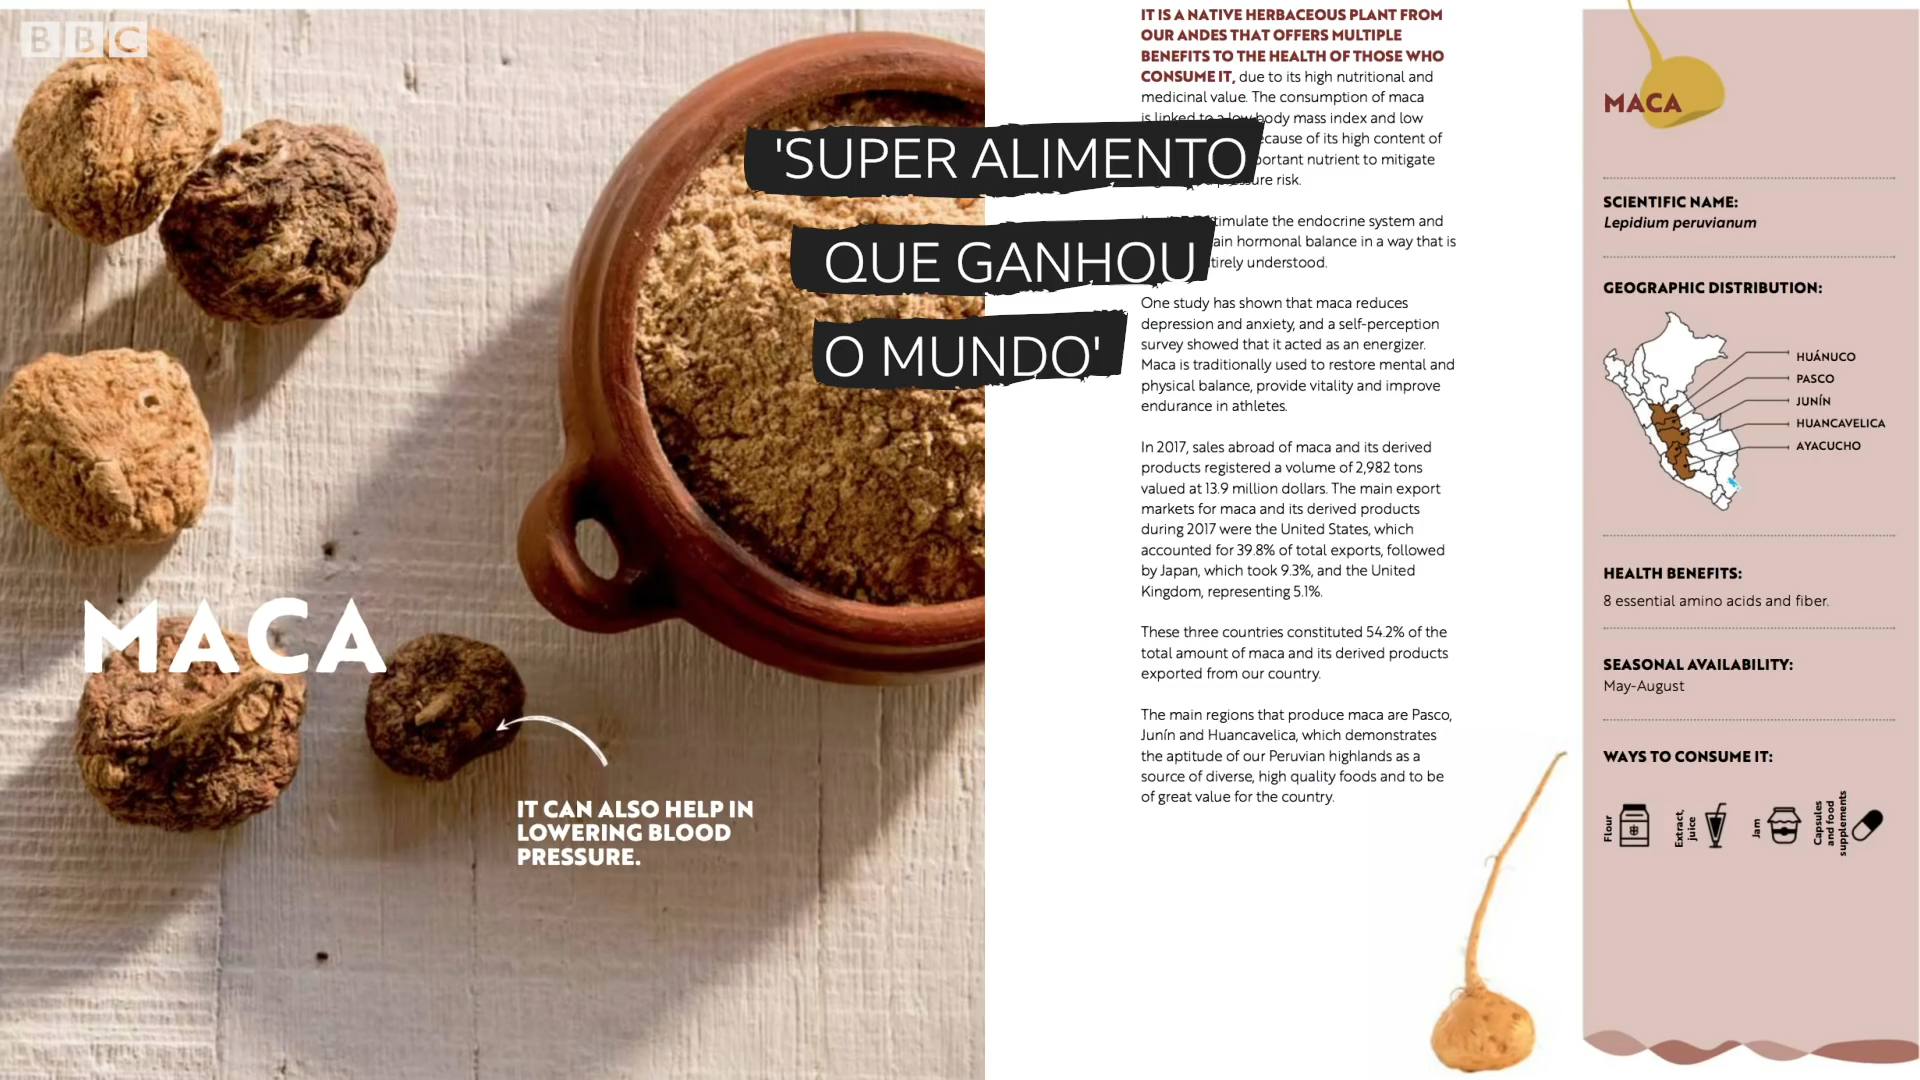 BBC
MACA
IT CAN ALSO HELP IN
LOWERING BLOOD
PRESSURE.
'SUPER ALIMENTO
QUE GANHOU
O MUNDO'
IT IS A NATIVE HERBACEOUS PLANT FROM
OUR ANDES THAT OFFERS MULTIPLE
BENEFITS TO THE HEALTH OF THOSE WHO
CONSUME IT, due to its high nutritional and
medicinal value. The consumption of maca
is linked to a low body mass index and low
because of its high content of
important nutrient to mitigate
pressure risk.
stimulate the endocrine system and
hormonal balance in a way that is
entirely understood.
One study has shown that maca reduces
depression and anxiety, and a self-perception
survey showed that it acted as an energizer.
Maca is traditionally used to restore mental and
physical balance, provide vitality and improve
endurance in athletes.
In 2017, sales abroad of maca and its derived
products registered a volume of 2,982 tons
valued at 13.9 million dollars. The main export
markets for maca and its derived products
during 2017 were the United States, which
accounted for 39.8% of total exports, followed
by Japan, which took 9.3%, and the United
Kingdom, representing 5.1%.
These three countries constituted 54.2% of the
total amount of maca and its derived products
exported from our country.
The main regions that produce maca are Pasco,
Junín and Huancavelica, which demonstrates
the aptitude of our Peruvian highlands as a
source of diverse, high quality foods and to be
of great value for the country.
MACA
SCIENTIFIC NAME:
Lepidium peruvianum
GEOGRAPHIC DISTRIBUTION:
HUÁNUCO
PASCO
JUNÍN
HUANCAVELICA
AYACUCHO
HEALTH BENEFITS:
8 essential amino acids and fiber.
SEASONAL AVAILABILITY:
May-August
WAYS TO CONSUME IT:
Flour
Extract,
juice
Jam
Capsules
and food
supplements